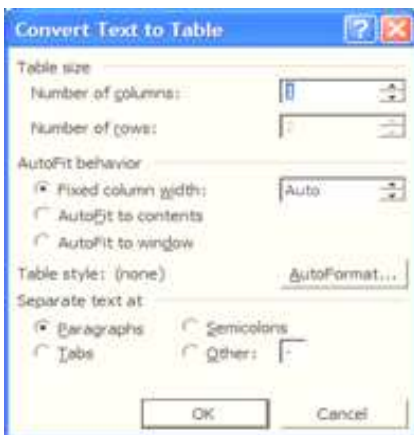 Convert Text to Table
Table size
Number of columns:
Number of rows:
AutoFit behavior
Fixed column width: Auto
AutoFit to contents
AutoFit to window
Table style: (none) AutoFormat...
Separate text at
Paragraphs Semicolons
Tabs Other: -
OK Cancel